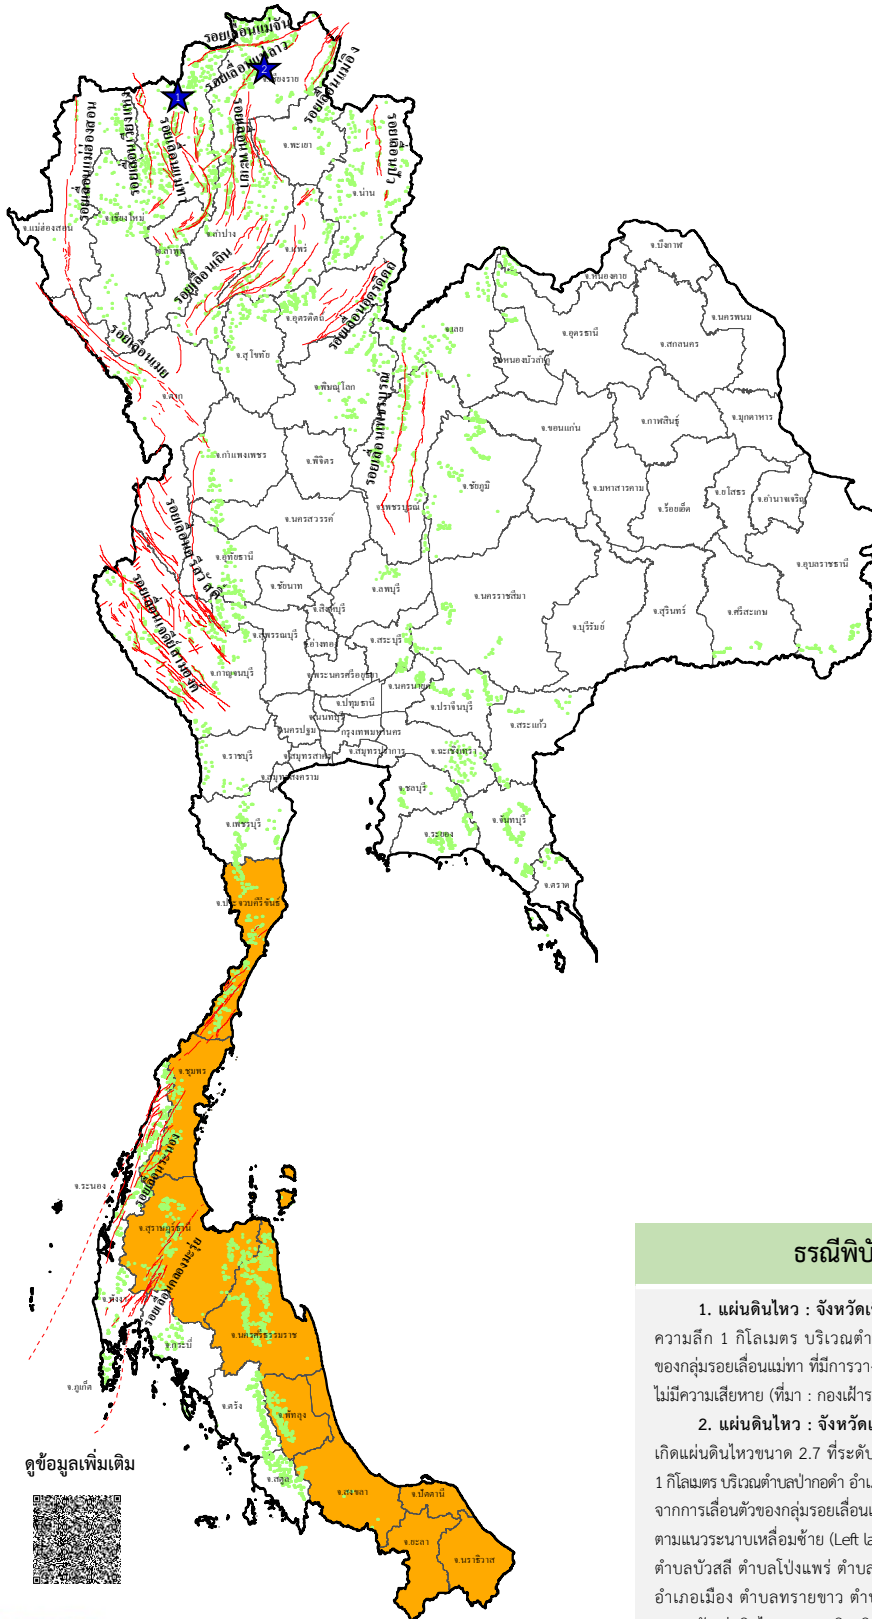 รอยเลื่อนแม่จัน
รอยเลื่อนแม่ลาว
รอยเลื่อนแม่อิง
1
2
จ.เชียงราย
รอยเลื่อนแม่ฮ่องสอน
รอยเลื่อนแม่ทา
รอยเลื่อนพะเยา
รอยเลื่อนปัว
จ.พะเยา
จ.น่าน
จ.แม่ฮ่องสอน
จ.เชียงใหม่
จ.ลำปาง
จ.ลำพูน
จ.แพร่
รอยเลื่อนเถิน
จ.อุตรดิตถ์
รอยเลื่อนอุตรดิตถ์
รอยเลื่อนเมย
จ.สุโขทัย
จ.ตาก
จ.พิษณุโลก
รอยเลื่อนเพชรบูรณ์
จ.เลย
จ.บึงกาฬ
จ.หนองคาย
จ.นครพนม
จ.อุดรธานี
จ.สกลนคร
จ.หนองบัวลำภู
จ.กำแพงเพชร
จ.พิจิตร
จ.เพชรบูรณ์
จ.ขอนแก่น
จ.กาฬสินธุ์
จ.มุกดาหาร
จ.ชัยภูมิ
จ.มหาสารคาม
จ.ร้อยเอ็ด
จ.ยโสธร
จ.อำนาจเจริญ
รอยเลื่อนศรีสวัสดิ์
จ.นครสวรรค์
จ.อุทัยธานี
จ.ชัยนาท
จ.ลพบุรี
จ.สิงห์บุรี
จ.นครราชสีมา
จ.บุรีรัมย์
จ.สุรินทร์
จ.ศรีสะเกษ
จ.อุบลราชธานี
รอยเลื่อนเจดีย์สามองค์
จ.สุพรรณบุรี
จ.อ่างทอง
จ.สระบุรี
จ.กาญจนบุรี
จ.พระนครศรีอยุธยา
จ.นครนายก
จ.ปทุมธานี
จ.ปราจีนบุรี
จ.นนทบุรี
จ.นครปฐม
กรุงเทพมหานคร
จ.สระแก้ว
จ.ราชบุรี
จ.สมุทรสาคร
จ.สมุทรปราการ
จ.ฉะเชิงเทรา
จ.สมุทรสงคราม
จ.ชลบุรี
จ.เพชรบุรี
จ.ระยอง
จ.จันทบุรี
จ.ตราด
จ.ประจวบคีรีขันธ์
จ.ชุมพร
จ.ระนอง
รอยเลื่อนระนอง
จ.สุราษฎร์ธานี
รอยเลื่อนคลองมะรุ่ย
จ.พังงา
จ.กระบี่
จ.นครศรีธรรมราช
จ.ภูเก็ต
จ.ตรัง
จ.พัทลุง
จ.สตูล
จ.สงขลา
จ.ปัตตานี
จ.ยะลา
จ.นราธิวาส
ดูข้อมูลเพิ่มเติม
ธรณีพิบั
1. แผ่นดินไหว : จังหวัดเ
ความลึก 1 กิโลเมตร บริเวณตำ
ของกลุ่มรอยเลื่อนแม่ทา ที่มีการวา
ไม่มีความเสียหาย (ที่มา : กองเฝ้าร
2. แผ่นดินไหว : จังหวัดเ
เกิดแผ่นดินไหวขนาด 2.7 ที่ระดับ
1 กิโลเมตร บริเวณตำบลป่ากอดำ อำเ
จากการเลื่อนตัวของกลุ่มรอยเลื่อน
ตามแนวระนาบเหลื่อมซ้าย (Left la
ตำบลบัวสลี ตำบลโป่งแพร่ ตำบล
อำเภอเมือง ตำบลทรายขาว ตำบ